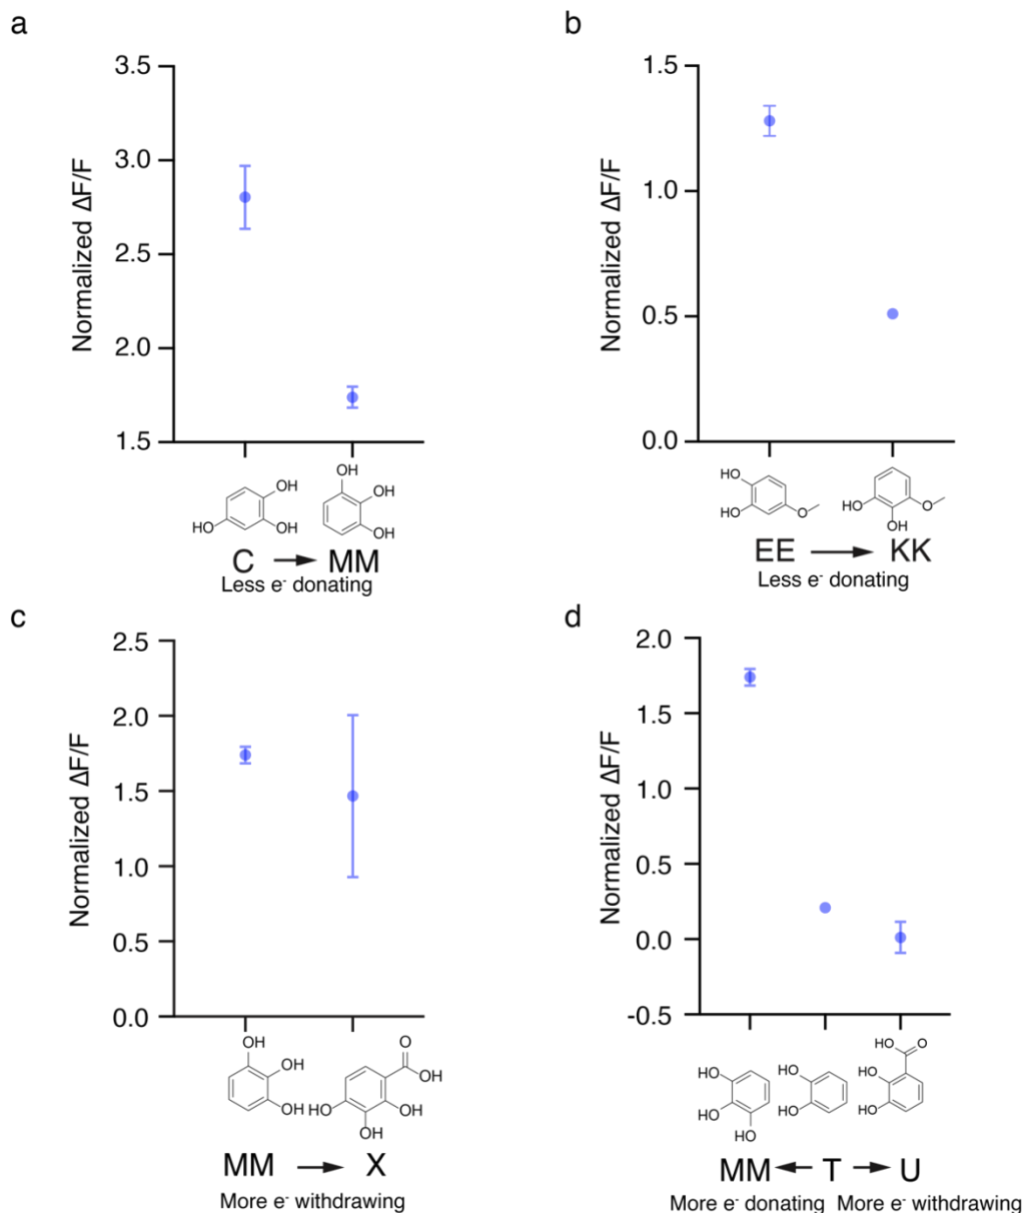 a
3.5
3.0
2.5
2.0
1.5
Normalized ΔF/F
OH
HO
OH
OH
OH
OH
C → MM
Less e- donating
b
1.5
1.0
0.5
0.0
Normalized ΔF/F
HO
HO
O
HO
O
OH
EE → KK
Less e- donating
c
2.5
2.0
1.5
1.0
0.5
0.0
Normalized ΔF/F
OH
OH
OH
O
OH
HO
OH
OH
MM → X
More e- withdrawing
d
2.0
1.5
1.0
0.5
0.0
-0.5
Normalized ΔF/F
HO
HO
HO
HO
HO
HO O
HO
HO
MM ← T → U
More e- donating More e- withdrawing